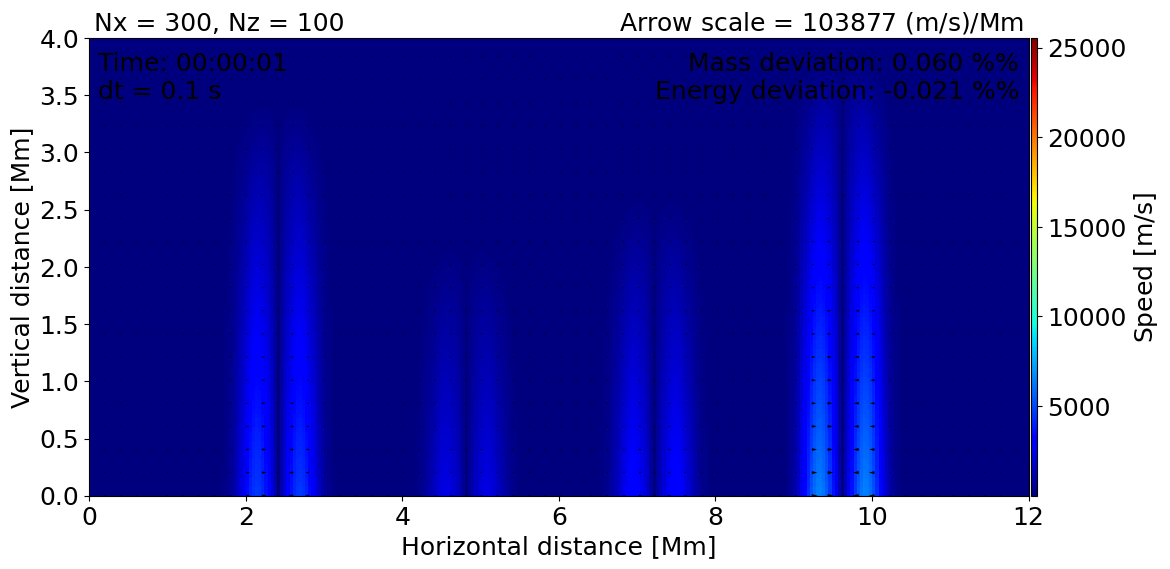 Nx = 300, Nz = 100 Arrow scale = 103877 (m/s)/Mm
Time: 00:00:01 Mass deviation: 0.060 %%
dt = 0.1 s Energy deviation: -0.021 %%
4.0
3.5
3.0
2.5
2.0
1.5
1.0
0.5
0.0
Vertical distance [Mm]
0 2 4 6 8 10 12
Horizontal distance [Mm]
25000
20000
15000
10000
5000
Speed [m/s]